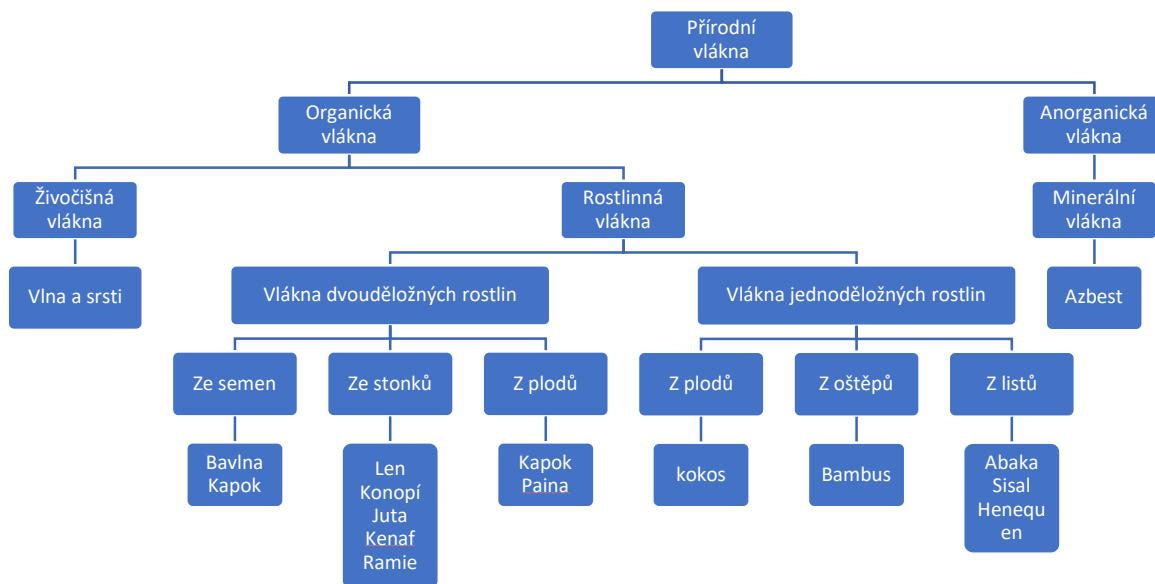 Přírodní
vlákna
Organická
vlákna
Anorganická
vlákna
Živočišná
vlákna
Rostlinná
vlákna
Minerální
vlákna
Vlna a srsti
Vlákna dvouděložných rostlin
Vlákna jednoděložných rostlin
Azbest
Ze semen
Ze stonků
Z plodů
Z plodů
Z oštěpů
Z listů
Bavlna
Kapok
Len
Konopí
Juta
Kenaf
Ramie
Kapok
Paina
kokos
Bambus
Abaka
Sisal
Henequ
en